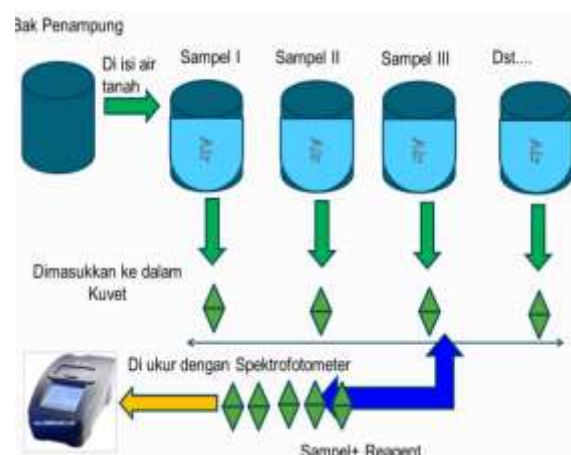 Bak Penampung
Di isi air
tanah
Sampel I
Sampel II
Sampel III
Dst....
Air
Air
Air
Air
Dimasukkan ke dalam
Kuvet
Di ukur dengan Spektrofotometer
Sampel+ Reagent